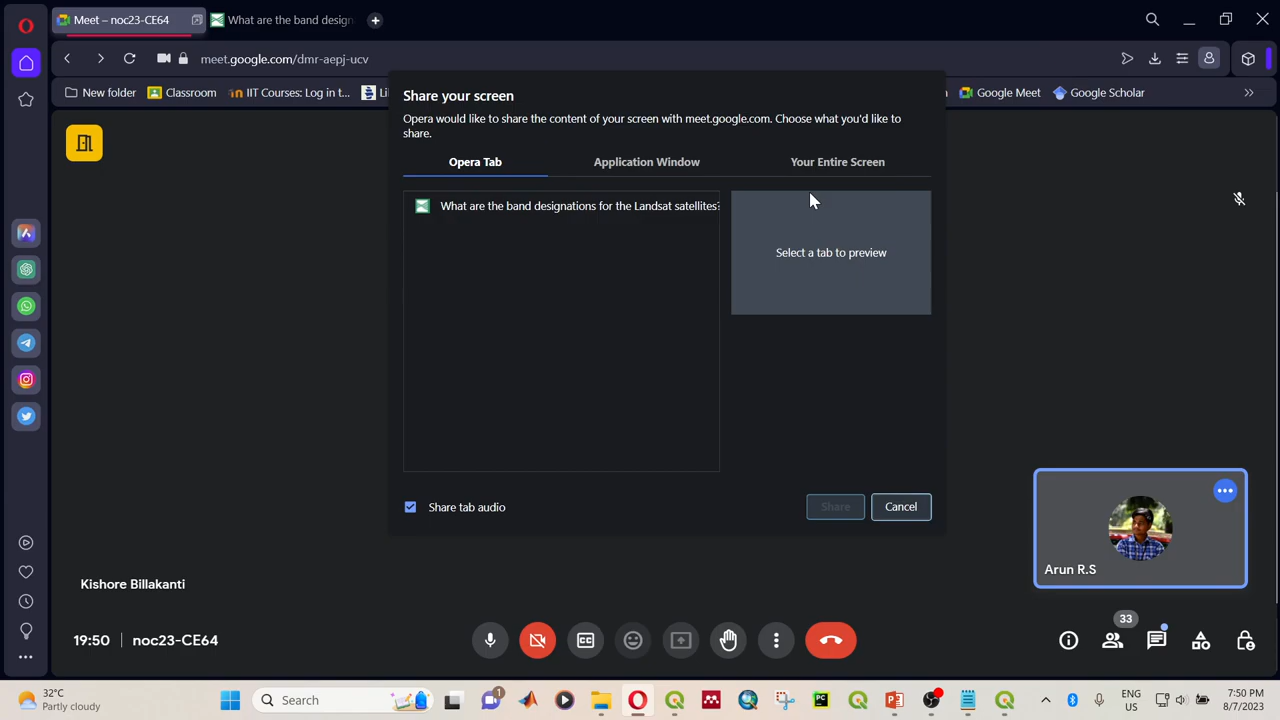 Meet – noc23-CE64
What are the band design
meet.google.com/dmr-aepj-ucv
New folder
Classroom
IIT Courses: Log in t...
Li
Google Meet
Google Scholar
Share your screen
Opera would like to share the content of your screen with meet.google.com. Choose what you'd like to
share.
Opera Tab
Application Window
Your Entire Screen
What are the band designations for the Landsat satellites?
Select a tab to preview
Share tab audio
Share
Cancel
Arun R.S
Kishore Billakanti
19:50 | noc23-CE64
33
32°C
Partly cloudy
Search
1
PC
ENG
US
7:50 PM
8/7/2023